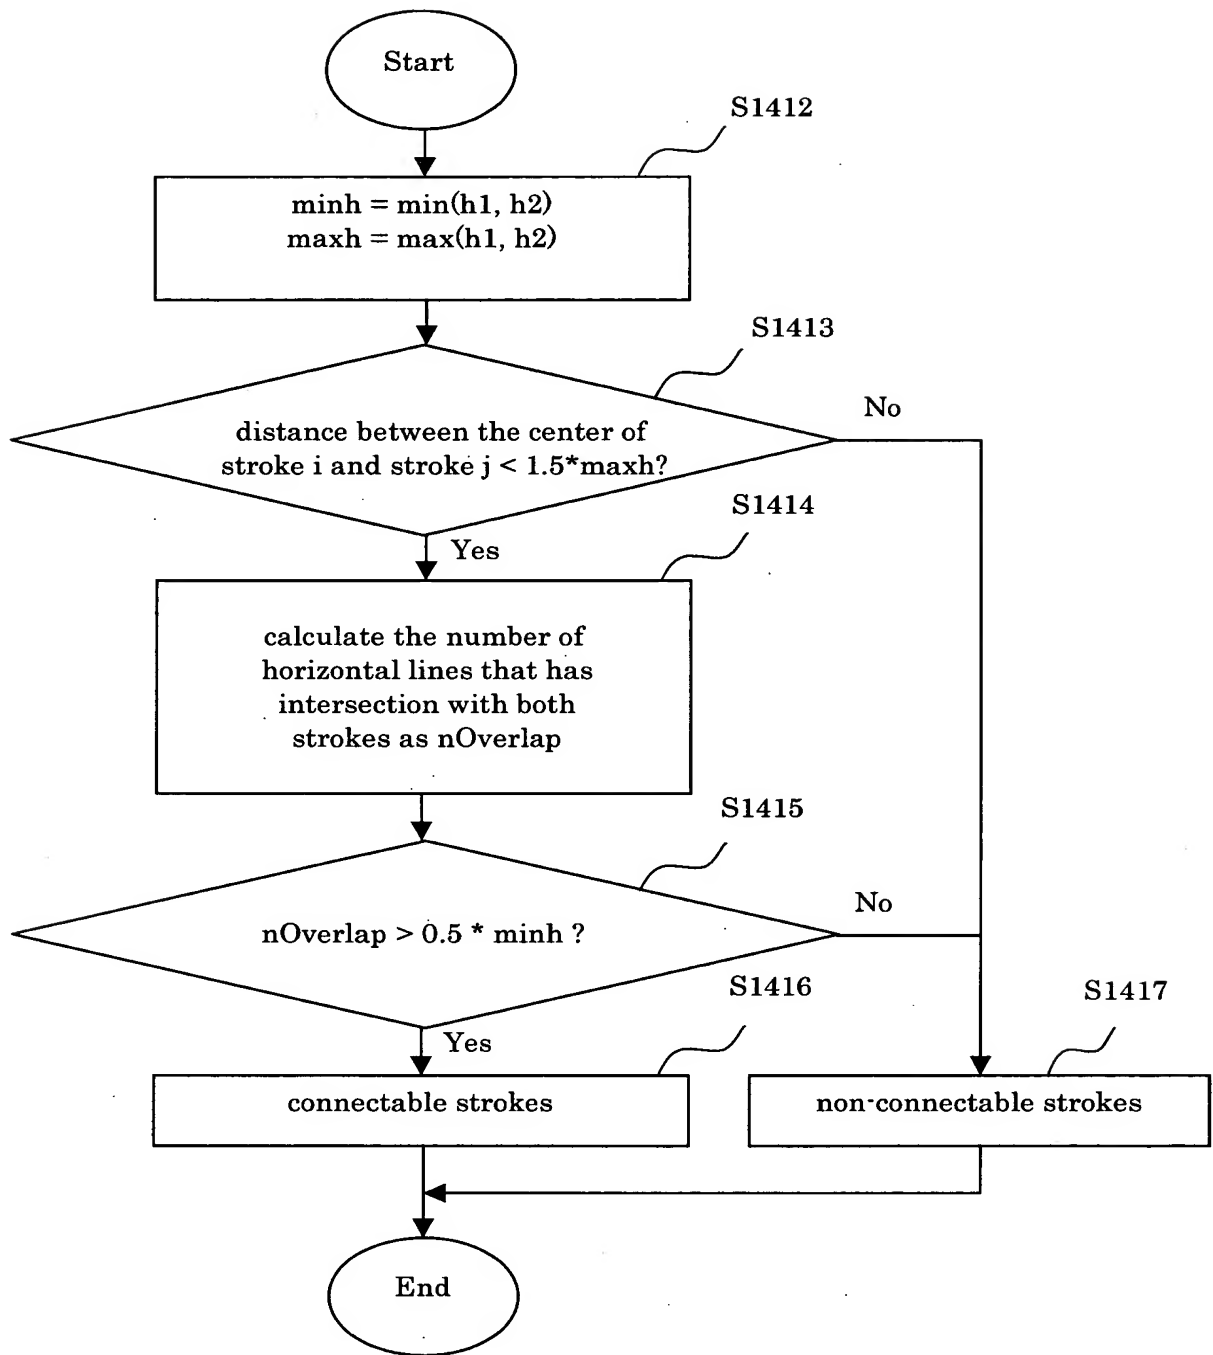 Start
S1412
minh = min(h1, h2)
maxh = max(h1, h2)
S1413
No
distance between the center of
stroke i and stroke j < 1.5*maxh?
S1414
Yes
calculate the number of
horizontal lines that has
intersection with both
strokes as nOverlap
S1415
No
nOverlap > 0.5 * minh ?
S1416
S1417
Yes
connectable strokes
non-connectable strokes
End